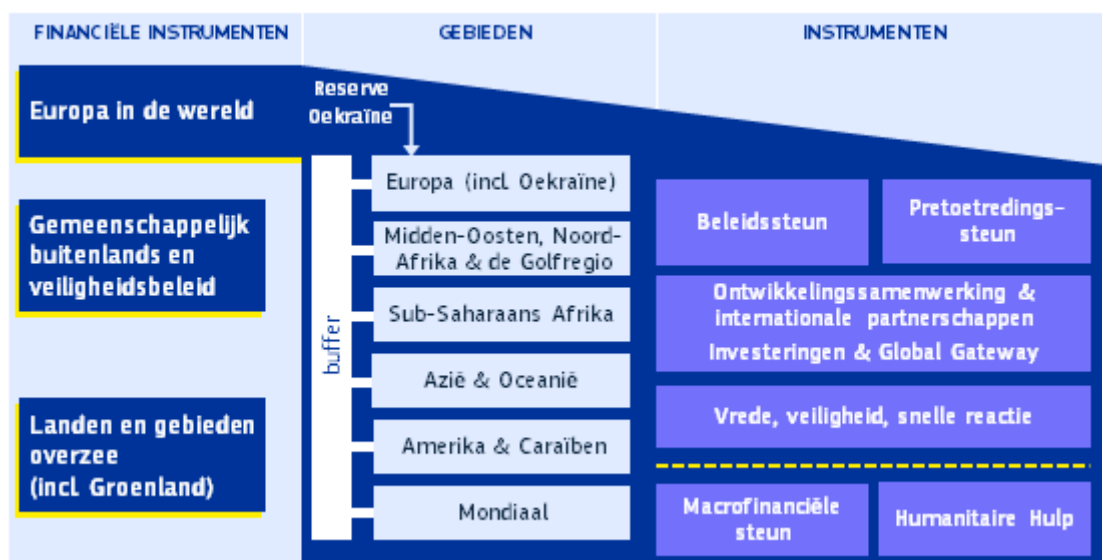 FINANCIËLE INSTRUMENTEN
GEBIEDEN
INSTRUMENTEN
Europa in de wereld
Gemeenschappelijk
buitenlands en
veiligheidsbeleid
Landen en gebieden
overzee
(incl. Groenland)
Reserve
Oekraïne
buffer
Europa (incl. Oekraïne)
Midden-Oosten, Noord-
Afrika & de Golfregio
Sub-Saharaans Afrika
Azië & Oceanië
Amerika & Caraïben
Mondiaal
Beleidssteun
Pretoetredings-
steun
Ontwikkelingssamenwerking &
internationale partnerschappen
Investeringen & Global Gateway
Vrede, veiligheid, snelle reactie
Macrofinanciële
steun
Humanitaire Hulp